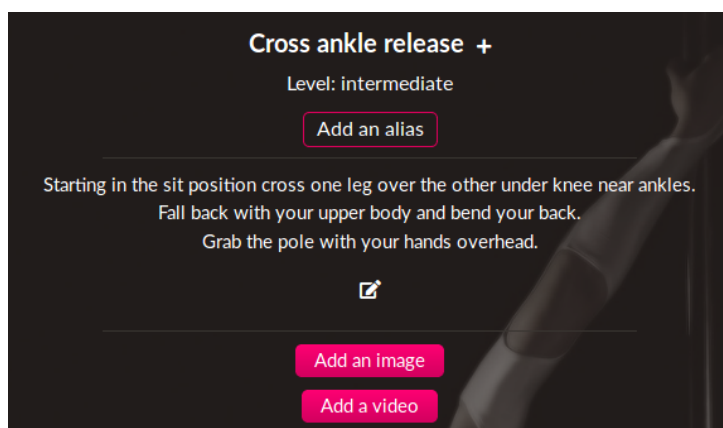 Cross ankle release +
Level: intermediate
Add an alias
Starting in the sit position cross one leg over the other under knee near ankles.
Fall back with your upper body and bend your back.
Grab the pole with your hands overhead.
Add an image
Add a video